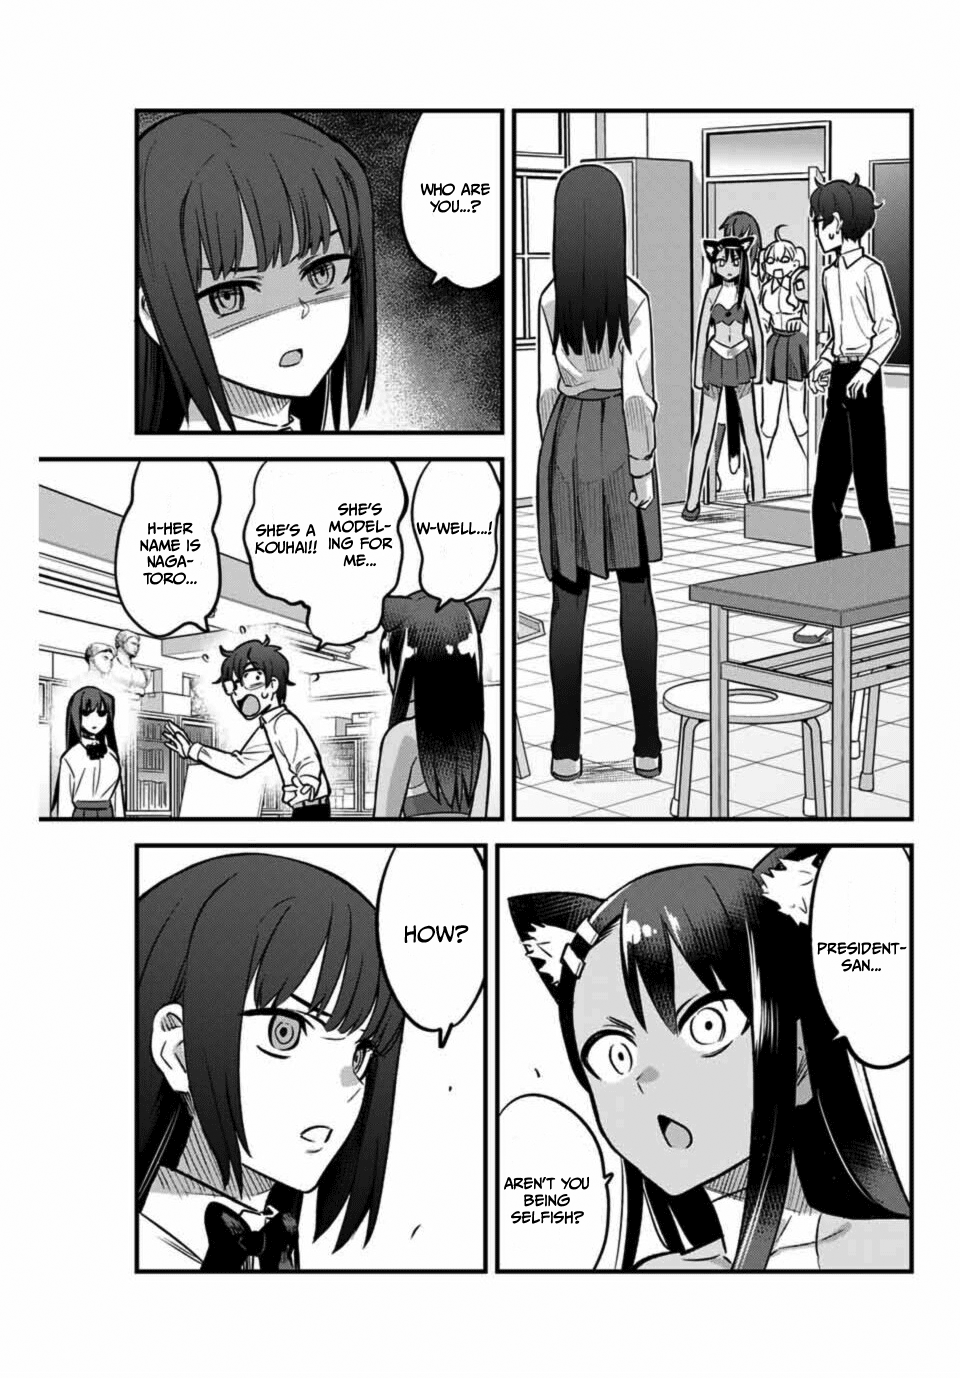 WHO ARE
YOU...?
W-WELL...!
SHE'S
MODEL-
ING FOR
ME...
SHE'S A
KOUHAI!!
H-HER
NAME IS
NAGA-
TORO...
PRESIDENT-
SAN...
AREN'T YOU
BEING
SELFISH?
HOW?